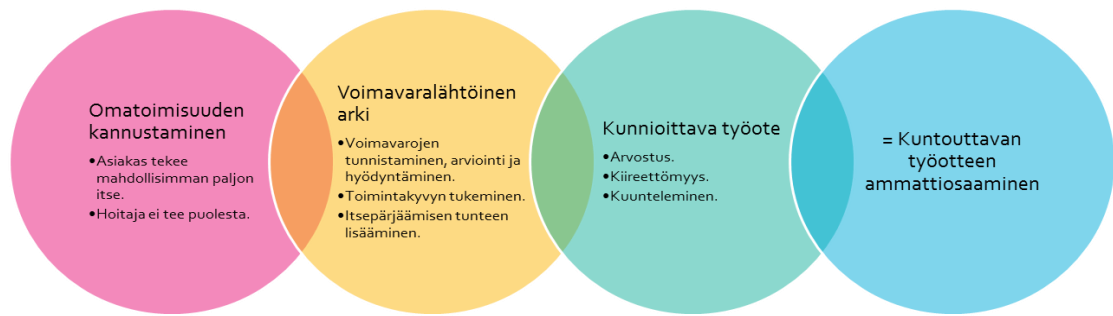 Omatoimisuuden
kannustaminen
•Asiakas tekee
mahdollisimman paljon
itse.
•Hoitaja ei tee puolesta.
Voimavaralähtöinen
arki
•Voimavarojen
tunnistaminen, arviointi ja
hyödyntäminen.
•Toimintakyvyn tukeminen.
•Itsepärjäämisen tunteen
lisääminen.
Kunnioittava työote
•Arvostus.
•Kiireettömyys.
•Kuunteleminen.
= Kuntouttavan
työotteen
ammattiosaaminen